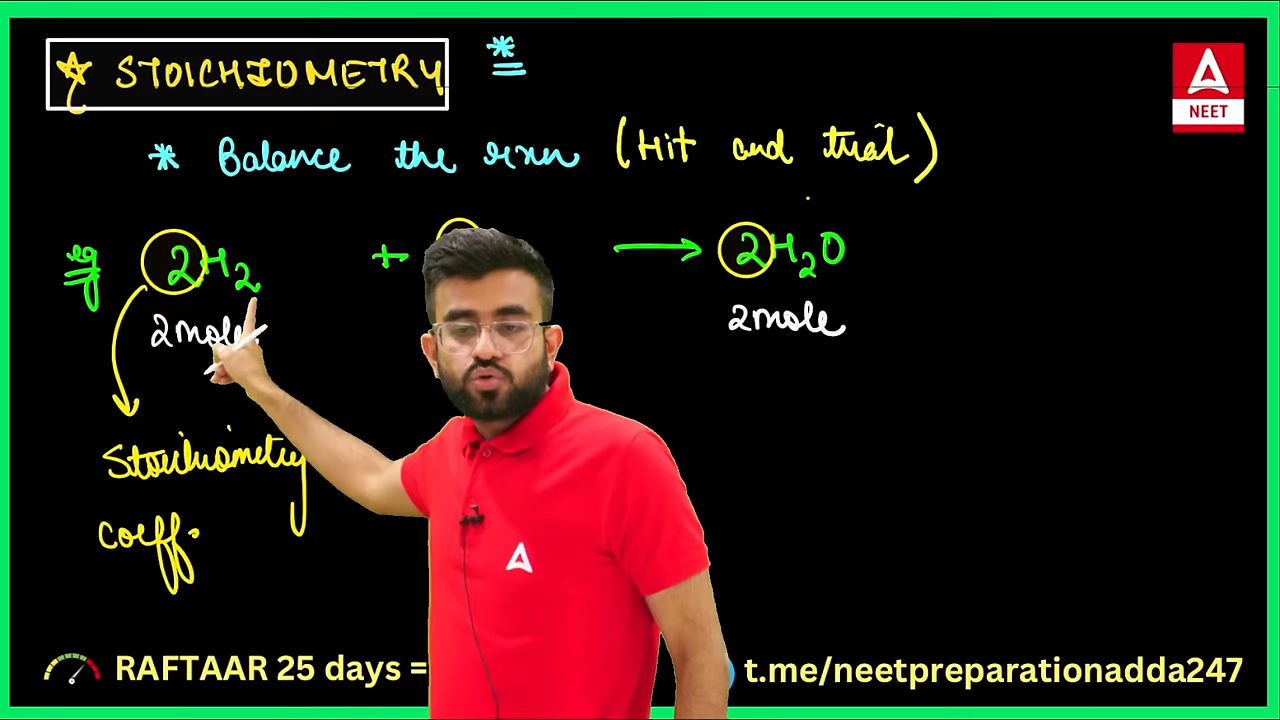 STOICHIOMETRY *
NEET
* Balance the rxn (Hit and trial)
eg 2H2 + → 2H2O
2mole 2mole
Stoichiometry
coeff.
RAFTAAR 25 days = t.me/neetpreparationadda247